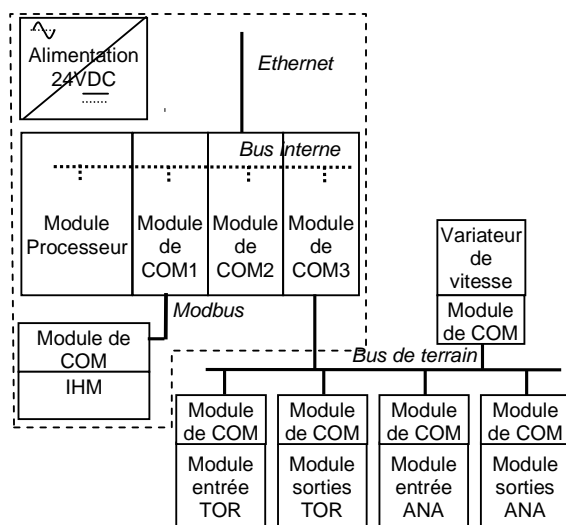 Alimentation
24VDC
Ethernet
Bus interne
Module
Processeur
Module
de
COM1
Module
de
COM2
Module
de
COM3
Variateur
de
vitesse
Module
de COM
Modbus
Module de
COM
IHM
Bus de terrain
Module
de COM
Module
entrée
TOR
Module
de COM
Module
sorties
TOR
Module
de COM
Module
entrée
ANA
Module
de COM
Module
sorties
ANA